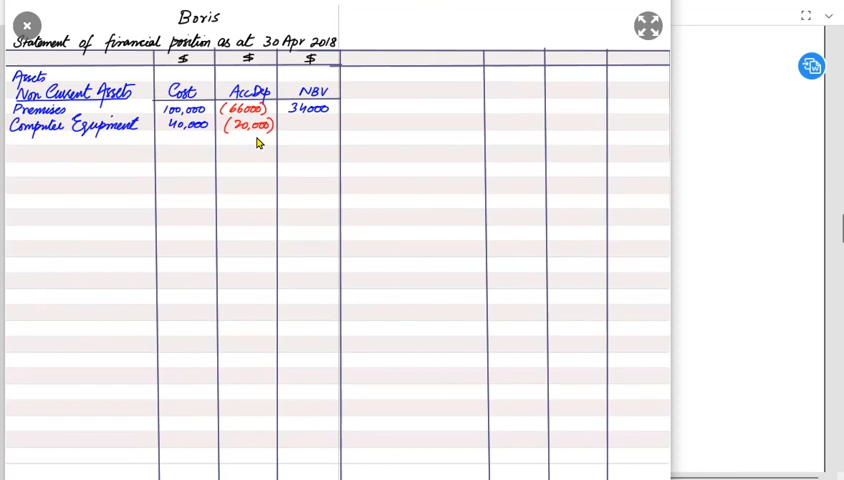 Boris
Statement of financial position as at 30 Apr 2018
$ $ $
Assets
Non Current Assets Cost Acc Dep NBV
Premises 100,000 (66000) 34000
Computer Equipment 40,000 (20,000)